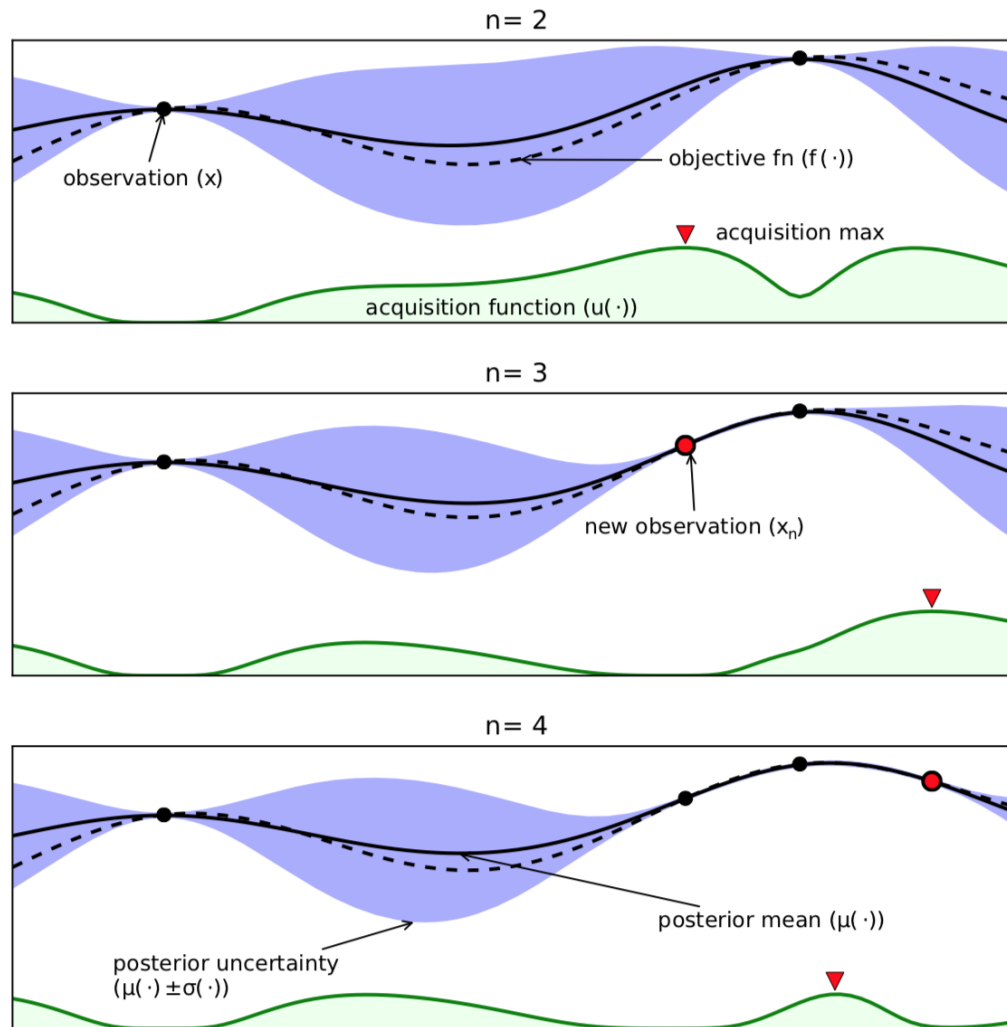 n= 2
observation (x)
objective fn (f(·))
acquisition max
acquisition function (u(·))
n= 3
new observation (xₙ)
n= 4
posterior mean (μ(·))
posterior uncertainty
(μ(·) ±σ(·))